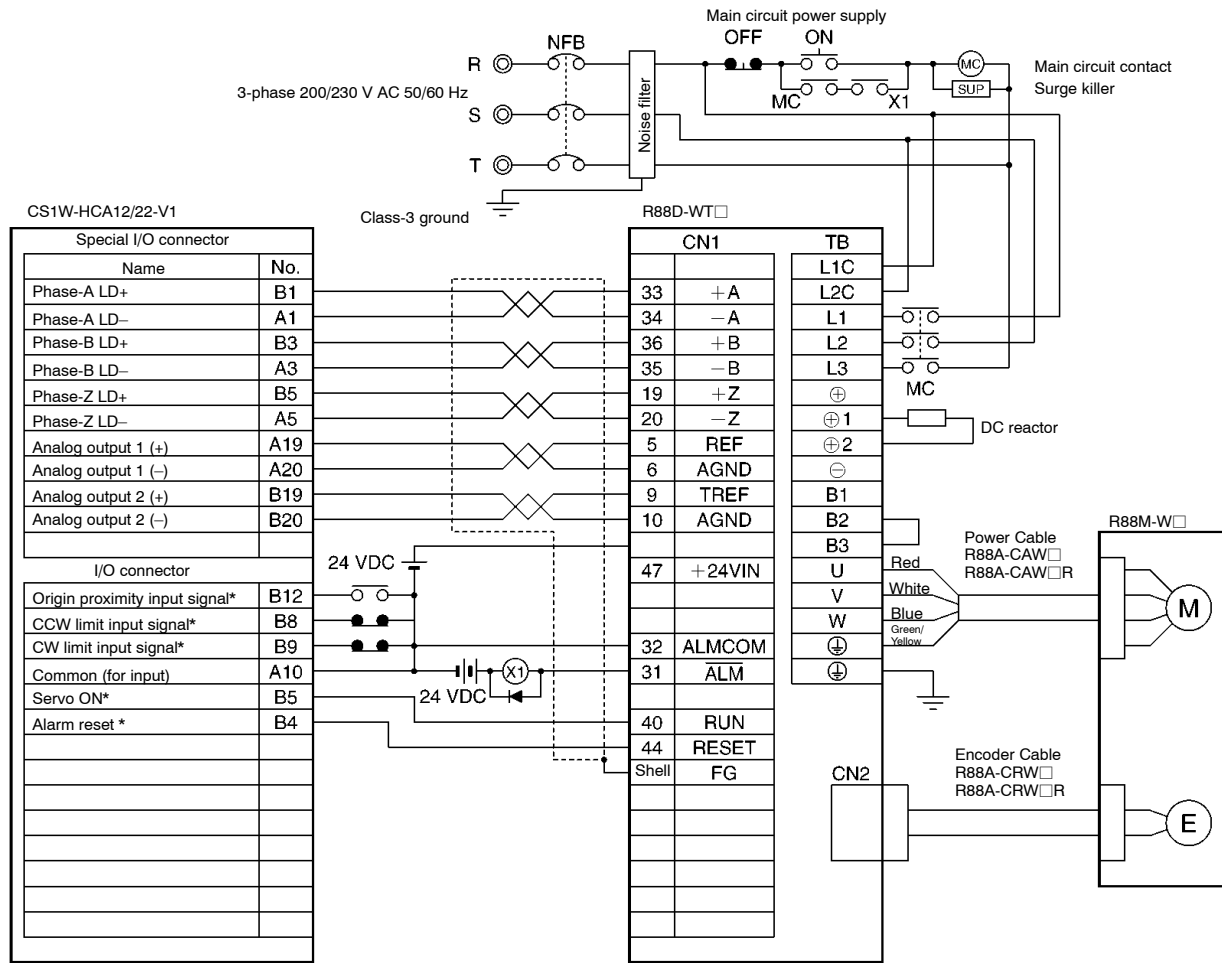 Main circuit power supply
OFF ON
NFB
R
MC
Main circuit contact
3-phase 200/230 V AC 50/60 Hz
Noise filter
MC X1
SUP
Surge killer
S
T
CS1W-HCA12/22-V1
Class-3 ground
R88D-WT□
Special I/O connector
CN1 TB
Name No.
L1C
Phase-A LD+ B1 33 +A L2C
Phase-A LD– A1 34 −A L1
Phase-B LD+ B3 36 +B L2
Phase-B LD– A3 35 −B L3
MC
Phase-Z LD+ B5 19 +Z ⊕
Phase-Z LD– A5 20 −Z ⊕1
DC reactor
Analog output 1 (+) A19 5 REF ⊕2
Analog output 1 (–) A20 6 AGND ⊖
Analog output 2 (+) B19 9 TREF B1
Analog output 2 (–) B20 10 AGND B2
R88M-W□
B3
Power Cable
R88A-CAW□
R88A-CAW□R
I/O connector
24 VDC
47 +24VIN U Red
Origin proximity input signal* B12
V White
M
CCW limit input signal* B8
W Blue
Green/
Yellow
CW limit input signal* B9 32 ALMCOM
Common (for input) A10 X1 31 ALM
24 VDC
Servo ON* B5
Alarm reset * B4 40 RUN
44 RESET
Shell FG
CN2
Encoder Cable
R88A-CRW□
R88A-CRW□R
E